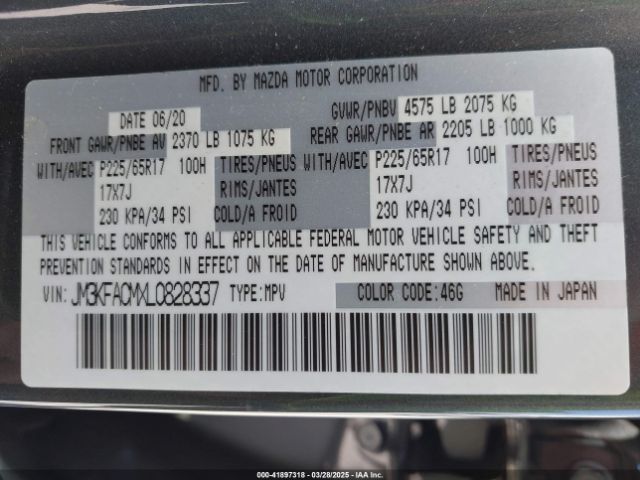 MFD. BY MAZDA MOTOR CORPORATION
DATE 06/20 GVWR/PNBV 4575 LB 2075 KG
FRONT GAWR/PNBE AV 2370 LB 1075 KG REAR GAWR/PNBE AR 2205 LB 1000 KG
WITH/AVEC P225/65R17 100H TIRES/PNEUS WITH/AVEC P225/65R17 100H TIRES/PNEUS
17X7J RIMS/JANTES 17X7J RIMS/JANTES
230 KPA/34 PSI COLD/A FROID 230 KPA/34 PSI COLD/A FROID
THIS VEHICLE CONFORMS TO ALL APPLICABLE FEDERAL MOTOR VEHICLE SAFETY AND THEFT
PREVENTION STANDARDS IN EFFECT ON THE DATE OF MANUFACTURE SHOWN ABOVE.
VIN: JM3KFACMXL0828337 TYPE:MPV COLOR CODE:46G MADE IN JAPAN
000-41897318 | 03/28/2025 | IAA, Inc.